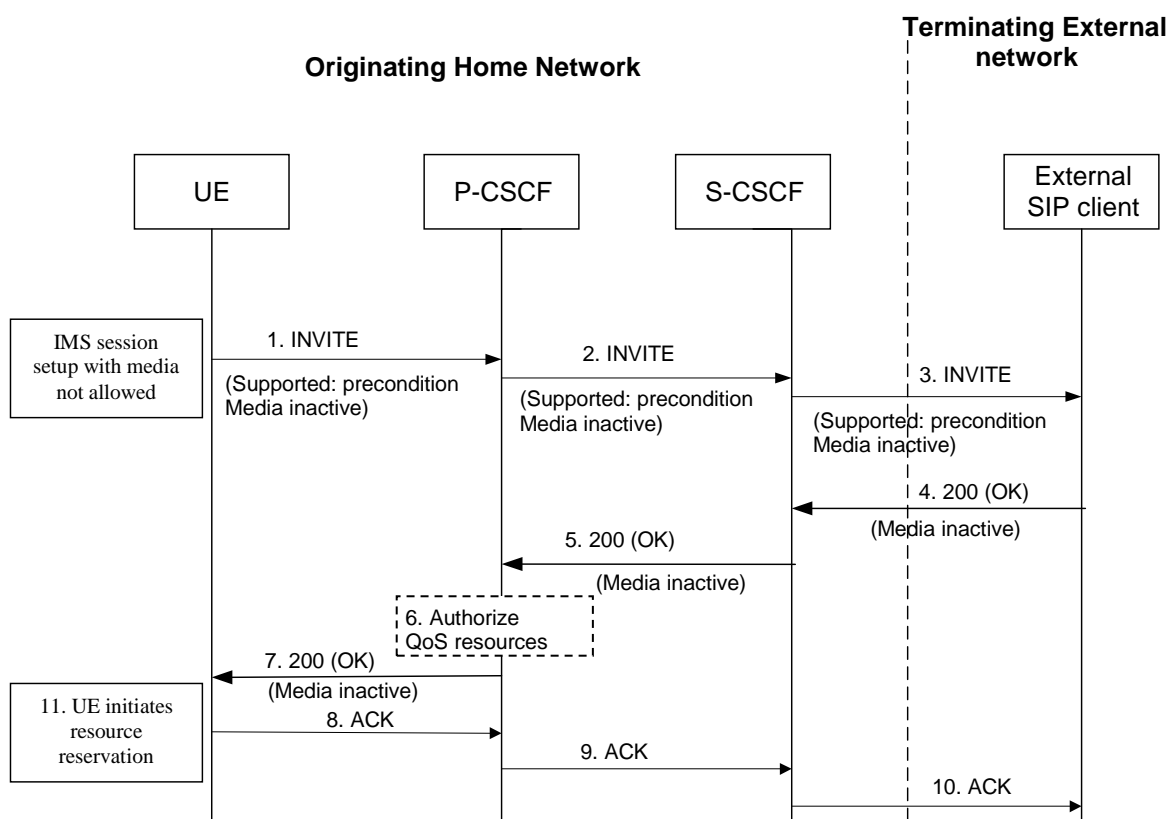 Terminating External
network
Originating Home Network
UE
P-CSCF
S-CSCF
External
SIP client
IMS session
setup with media
not allowed
1. INVITE
(Supported: precondition
Media inactive)
2. INVITE
(Supported: precondition
Media inactive)
3. INVITE
(Supported: precondition
Media inactive)
4. 200 (OK)
(Media inactive)
5. 200 (OK)
(Media inactive)
6. Authorize
QoS resources
7. 200 (OK)
(Media inactive)
11. UE initiates
resource
reservation
8. ACK
9. ACK
10. ACK